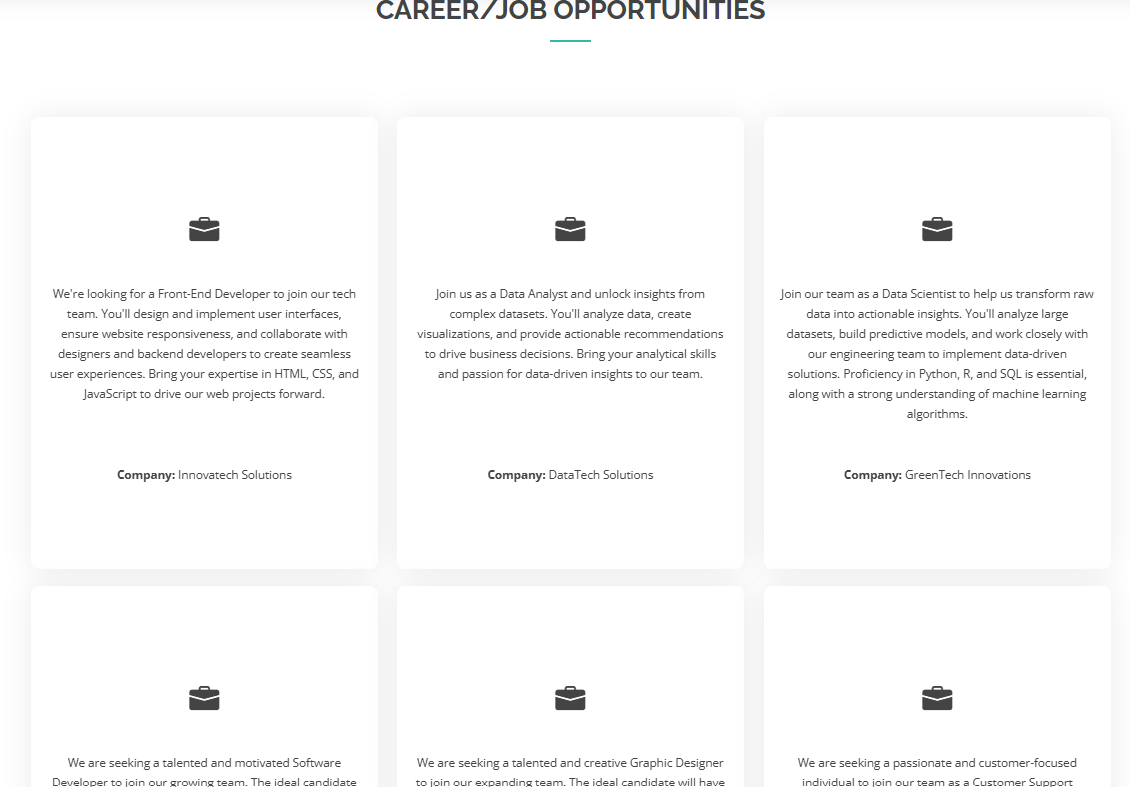 CAREER/JOB OPPORTUNITIES
We're looking for a Front-End Developer to join our tech
team. You'll design and implement user interfaces,
ensure website responsiveness, and collaborate with
designers and backend developers to create seamless
user experiences. Bring your expertise in HTML, CSS, and
JavaScript to drive our web projects forward.
Company: Innovatech Solutions
Join us as a Data Analyst and unlock insights from
complex datasets. You'll analyze data, create
visualizations, and provide actionable recommendations
to drive business decisions. Bring your analytical skills
and passion for data-driven insights to our team.
Company: DataTech Solutions
Join our team as a Data Scientist to help us transform raw
data into actionable insights. You'll analyze large
datasets, build predictive models, and work closely with
our engineering team to implement data-driven
solutions. Proficiency in Python, R, and SQL is essential,
along with a strong understanding of machine learning
algorithms.
Company: GreenTech Innovations
We are seeking a talented and motivated Software
Developer to join our growing team. The ideal candidate
We are seeking a talented and creative Graphic Designer
to join our expanding team. The ideal candidate will have
We are seeking a passionate and customer-focused
individual to join our team as a Customer Support